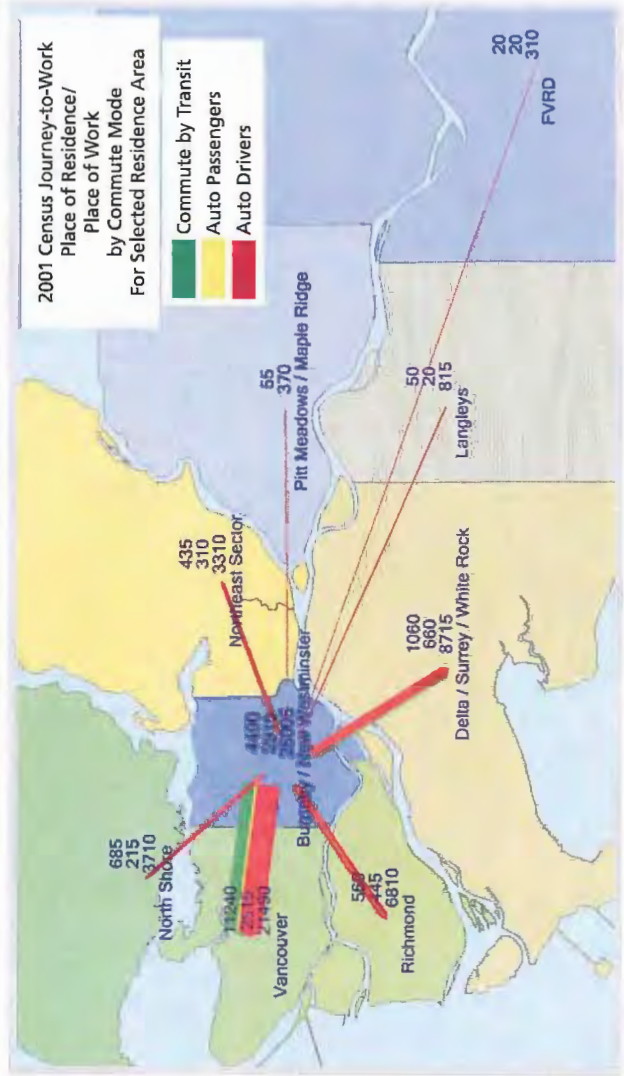 2001 Census Journey-to-Work
Place of Residence/
Place of Work
by Commute Mode
For Selected Residence Area
Commute by Transit
Auto Passengers
Auto Drivers
685
215
3710
North Shore
435
310
3310
Northeast Sector
55
370
Pitt Meadows / Maple Ridge
11240
2515
21490
Vancouver
4400
Burnaby / New Westminster
560
445
6810
Richmond
1060
660
8715
Delta / Surrey / White Rock
50
20
815
Langleys
20
20
310
FVRD